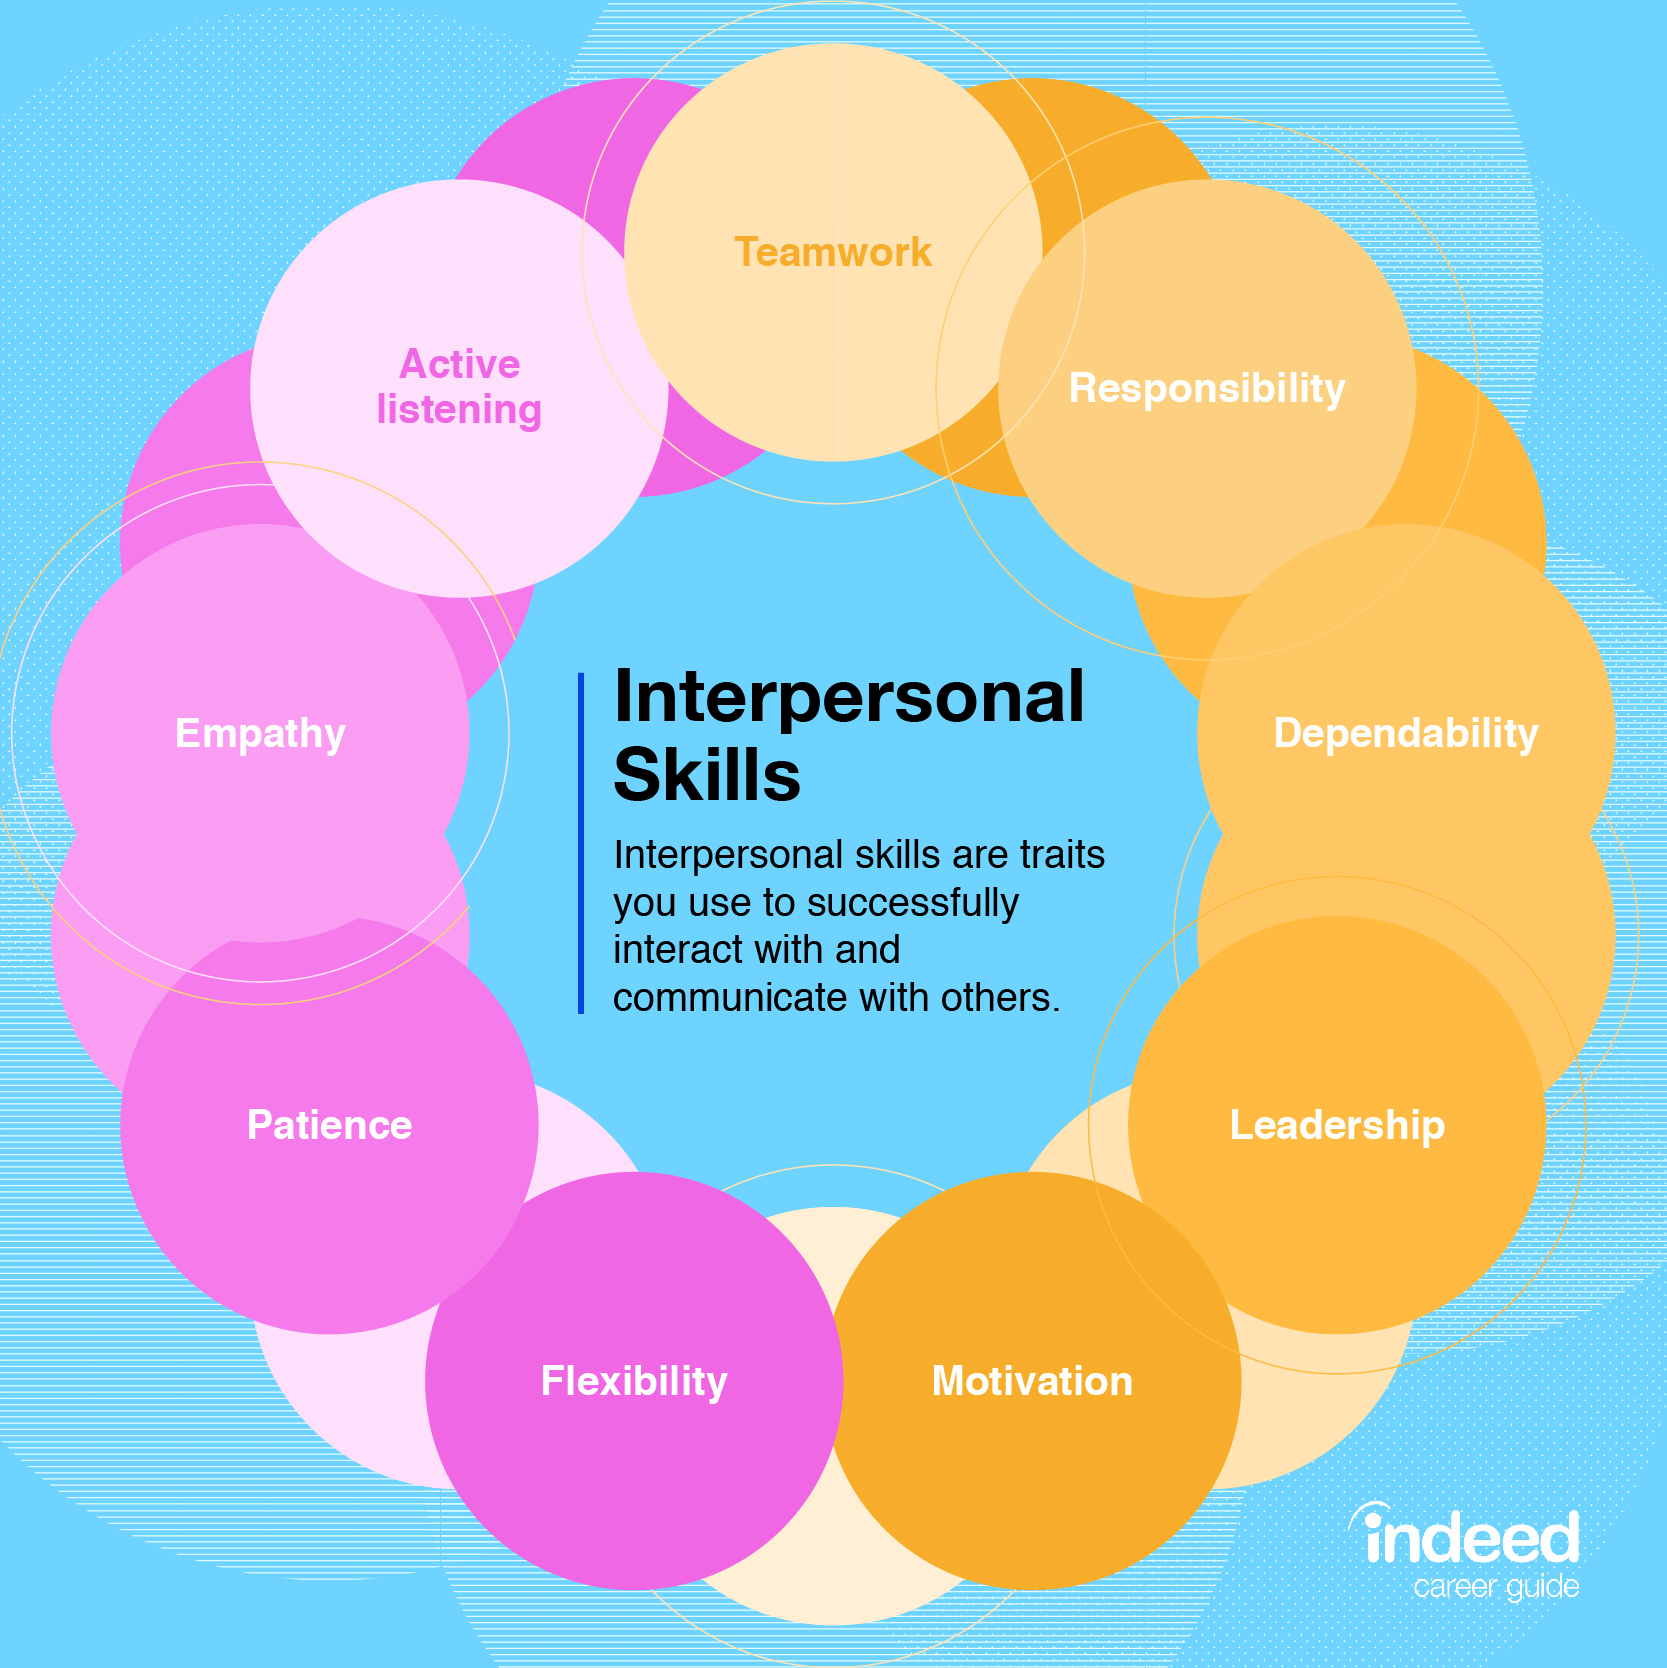 Teamwork
Active
listening
Responsibility
Empathy
Dependability
Interpersonal
Skills
Interpersonal skills are traits
you use to successfully
interact with and
communicate with others.
Patience
Leadership
Flexibility
Motivation
indeed
career guide